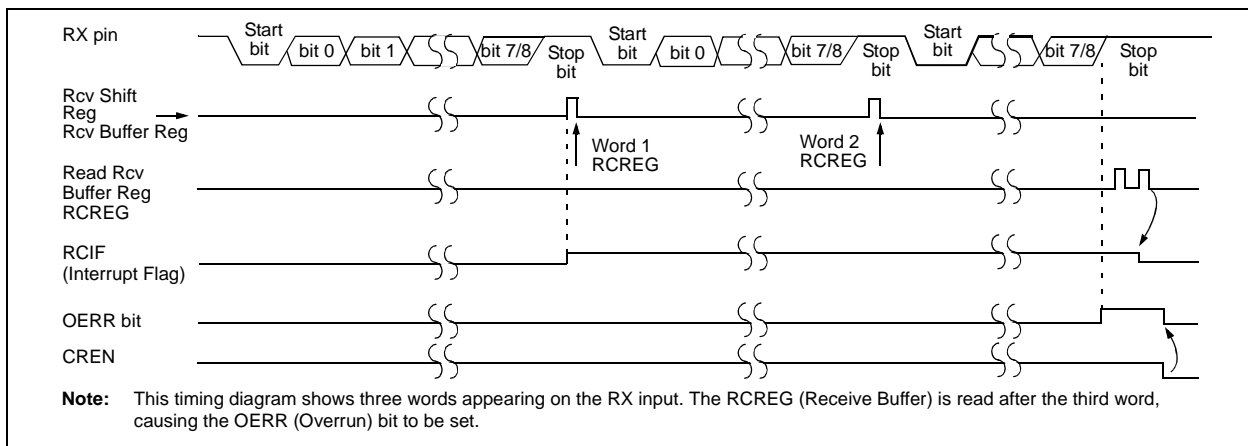 RX pin
Start
bit
bit 0
bit 1
bit 7/8
Stop
bit
Start
bit
bit 0
bit 7/8
Stop
bit
Start
bit
bit 7/8
Stop
bit
Rcv Shift
Reg
Rcv Buffer Reg
Word 1
RCREG
Word 2
RCREG
Read Rcv
Buffer Reg
RCREG
RCIF
(Interrupt Flag)
OERR bit
CREN
Note: This timing diagram shows three words appearing on the RX input. The RCREG (Receive Buffer) is read after the third word,
causing the OERR (Overrun) bit to be set.